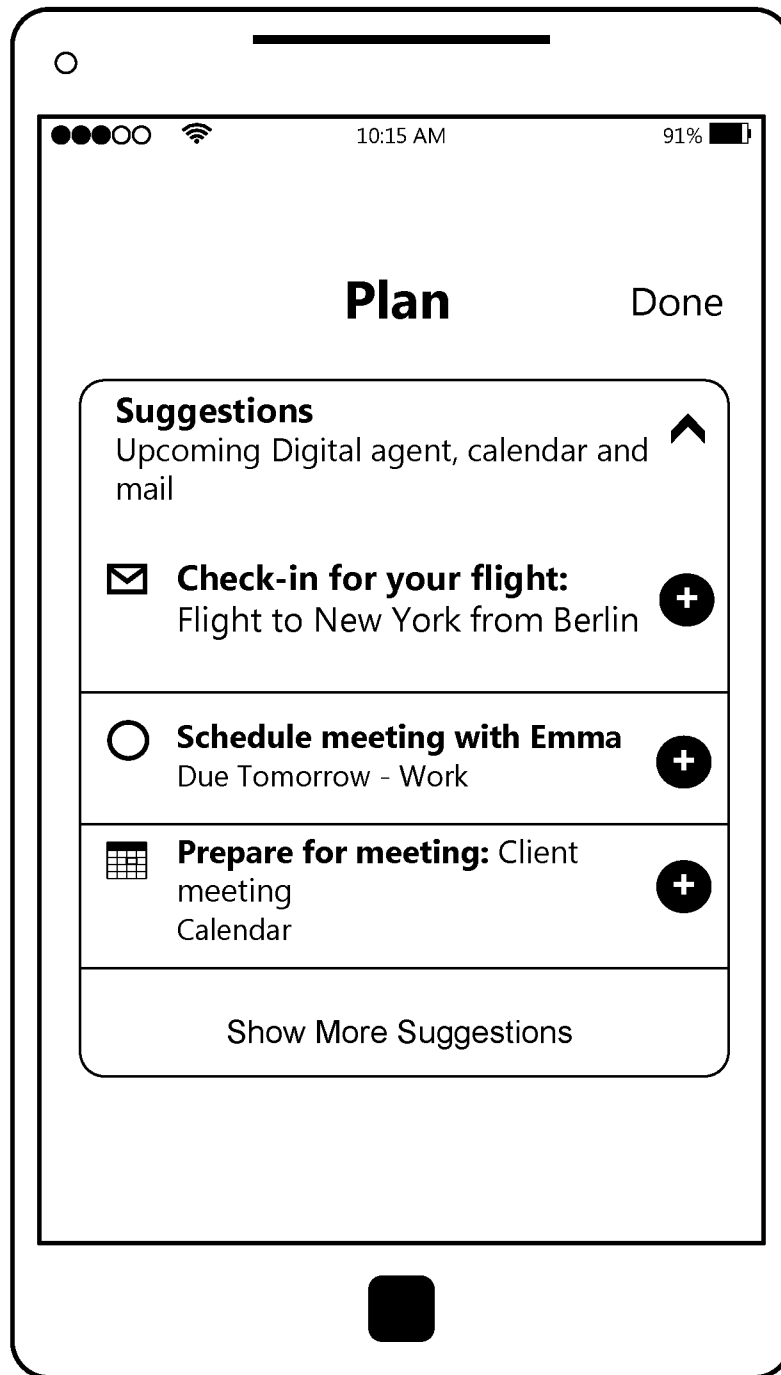 10:15 AM
91%
Plan
Done
Suggestions
Upcoming Digital agent, calendar and
mail
Check-in for your flight:
Flight to New York from Berlin
+
Schedule meeting with Emma
Due Tomorrow - Work
+
Prepare for meeting: Client
meeting
Calendar
+
Show More Suggestions